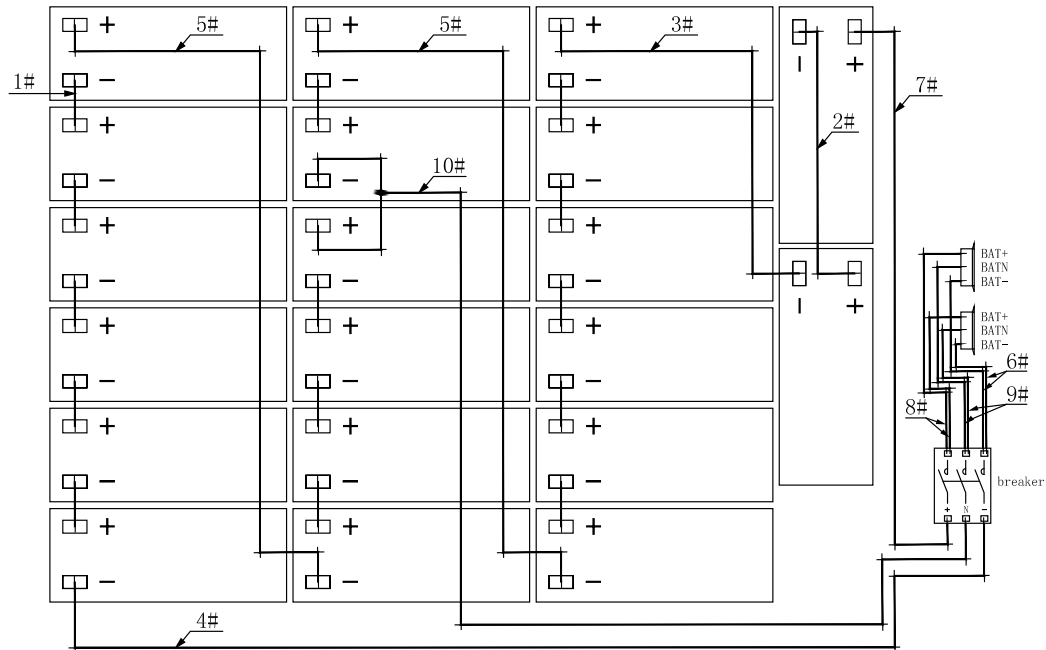 + 5# + 5# + 3#
− − − − + 7#
1#
+ + + 2#
− − 10# −
+ + +
− − − − + BAT+
BATN
BAT−
+ + + BAT+
BATN
BAT−
− − − 6#
9#
8#
+ + +
− − − breaker
+ + + + N −
− − −
4#